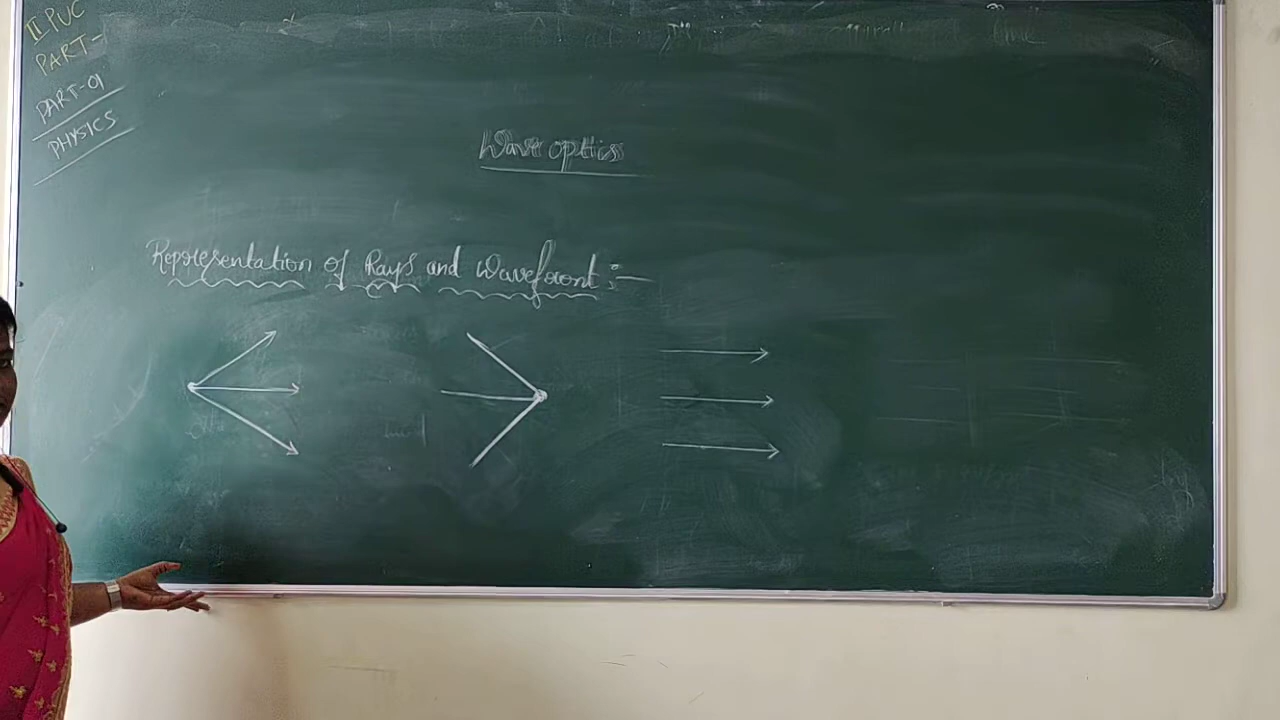 II PUC
PART-
PART-01
PHYSICS
Wave optics
Representation of Rays and Wavefront :-